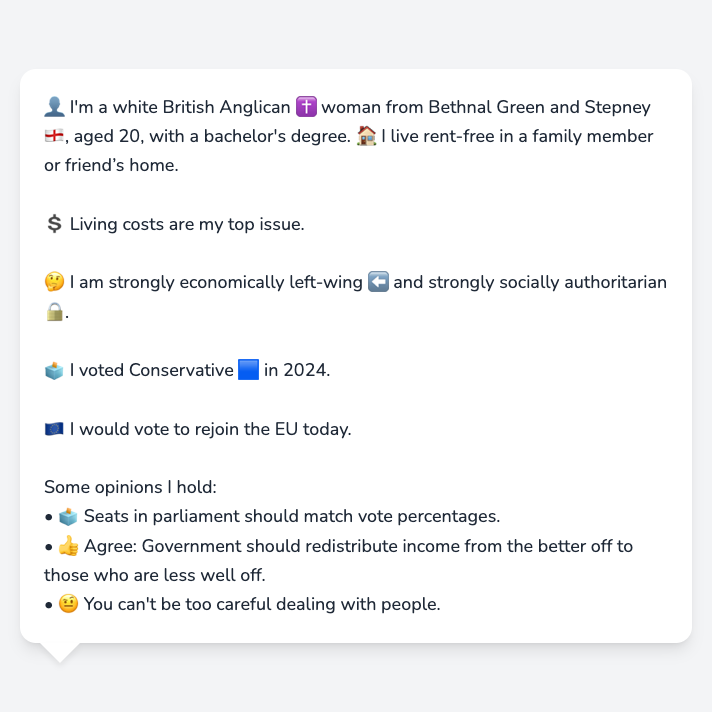 👤 I'm a white British Anglican ✝️ woman from Bethnal Green and Stepney
🏴󠁧󠁢󠁥󠁮󠁧󠁿, aged 20, with a bachelor's degree. 🏠 I live rent-free in a family member
or friend’s home.
💲 Living costs are my top issue.
🤔 I am strongly economically left-wing ⬅️ and strongly socially authoritarian
🔒.
🗳️ I voted Conservative 🟦 in 2024.
🇪🇺 I would vote to rejoin the EU today.
Some opinions I hold:
• 🗳️ Seats in parliament should match vote percentages.
• 👍 Agree: Government should redistribute income from the better off to
those who are less well off.
• 🤨 You can't be too careful dealing with people.